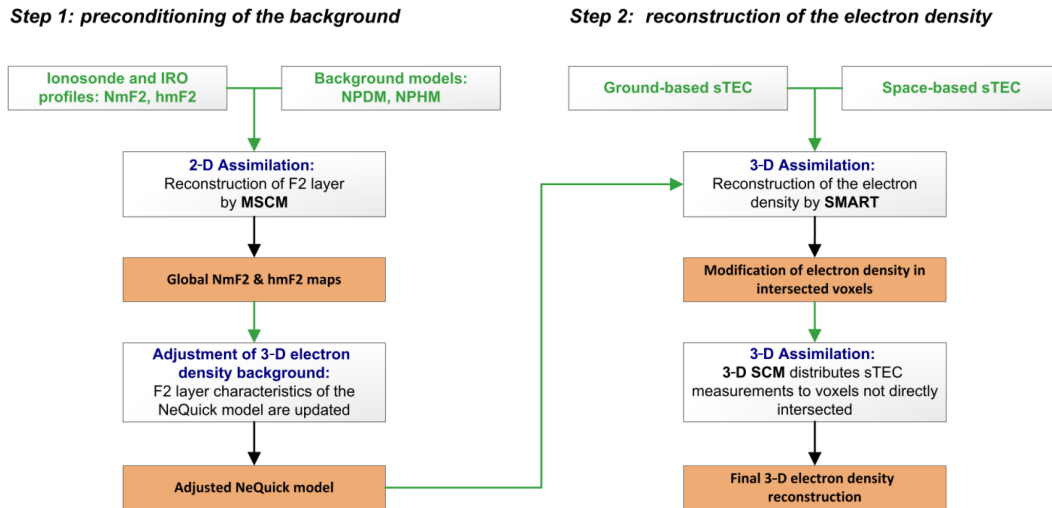 Step 1: preconditioning of the background
Ionosonde and IRO
profiles: NmF2, hmF2
Background models:
NPDM, NPHM
2-D Assimilation:
Reconstruction of F2 layer
by MSCM
Global NmF2 & hmF2 maps
Adjustment of 3-D electron
density background:
F2 layer characteristics of the
NeQuick model are updated
Adjusted NeQuick model
Step 2: reconstruction of the electron density
Ground-based sTEC
Space-based sTEC
3-D Assimilation:
Reconstruction of the electron
density by SMART
Modification of electron density in
intersected voxels
3-D Assimilation:
3-D SCM distributes sTEC
measurements to voxels not directly
intersected
Final 3-D electron density
reconstruction